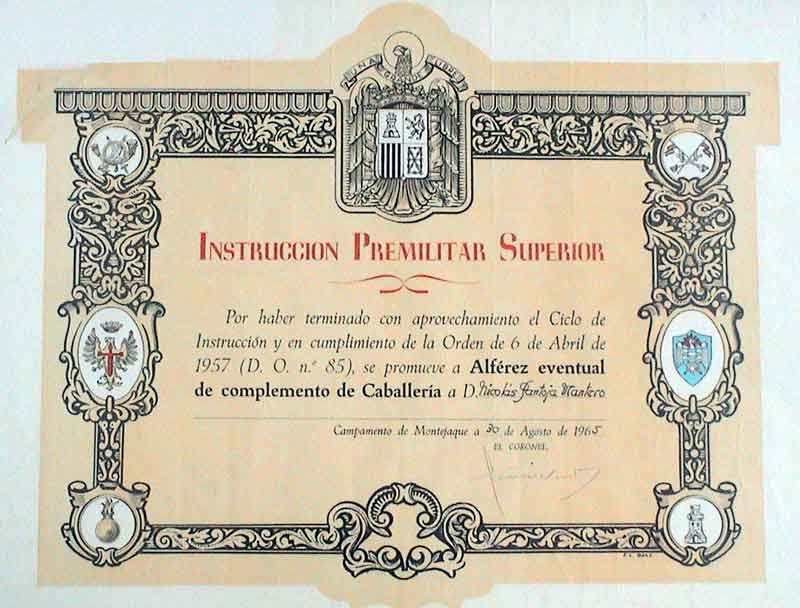 UNA GRANDE LIBRE
INSTRUCCION PREMILITAR SUPERIOR
Por haber terminado con aprovechamiento el Ciclo de
Instrucción y en cumplimiento de la Orden de 6 de Abril de
1957 (D. O. n.º 85), se promueve a Alférez eventual
de complemento de Caballería a D. Nicolás Pantoja Mantero
Campamento de Montejaque a 30 de Agosto de 1965
EL CORONEL,